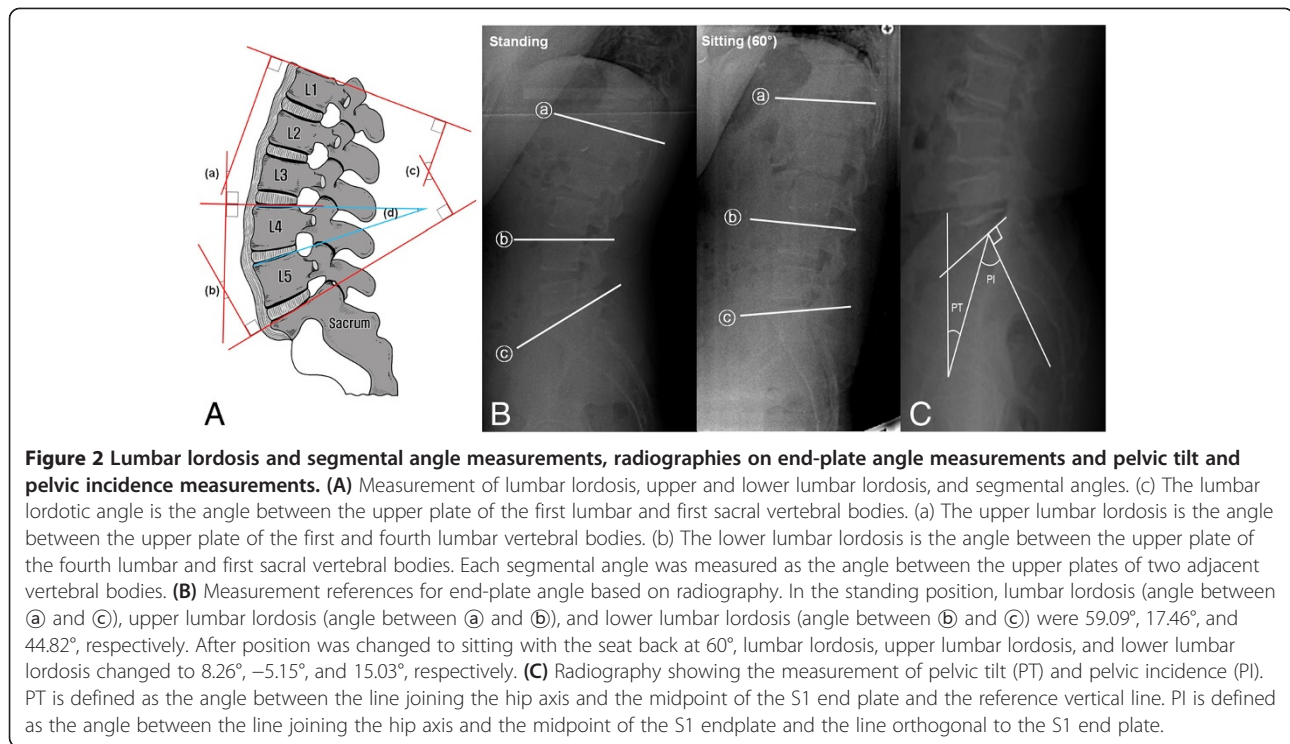 L1
L2
L3
L4
L5
Sacrum
(a)
(b)
(c)
(d)
A
Standing
ⓐ
ⓑ
ⓒ
B
Sitting (60°)
ⓐ
ⓑ
ⓒ
PT
PI
C
Figure 2 Lumbar lordosis and segmental angle measurements, radiographies on end-plate angle measurements and pelvic tilt and
pelvic incidence measurements. (A) Measurement of lumbar lordosis, upper and lower lumbar lordosis, and segmental angles. (c) The lumbar
lordotic angle is the angle between the upper plate of the first lumbar and first sacral vertebral bodies. (a) The upper lumbar lordosis is the angle
between the upper plate of the first and fourth lumbar vertebral bodies. (b) The lower lumbar lordosis is the angle between the upper plate of
the fourth lumbar and first sacral vertebral bodies. Each segmental angle was measured as the angle between the upper plates of two adjacent
vertebral bodies. (B) Measurement references for end-plate angle based on radiography. In the standing position, lumbar lordosis (angle between
ⓐ and ⓒ), upper lumbar lordosis (angle between ⓐ and ⓑ), and lower lumbar lordosis (angle between ⓑ and ⓒ) were 59.09°, 17.46°, and
44.82°, respectively. After position was changed to sitting with the seat back at 60°, lumbar lordosis, upper lumbar lordosis, and lower lumbar
lordosis changed to 8.26°, −5.15°, and 15.03°, respectively. (C) Radiography showing the measurement of pelvic tilt (PT) and pelvic incidence (PI).
PT is defined as the angle between the line joining the hip axis and the midpoint of the S1 end plate and the reference vertical line. PI is defined
as the angle between the line joining the hip axis and the midpoint of the S1 endplate and the line orthogonal to the S1 end plate.